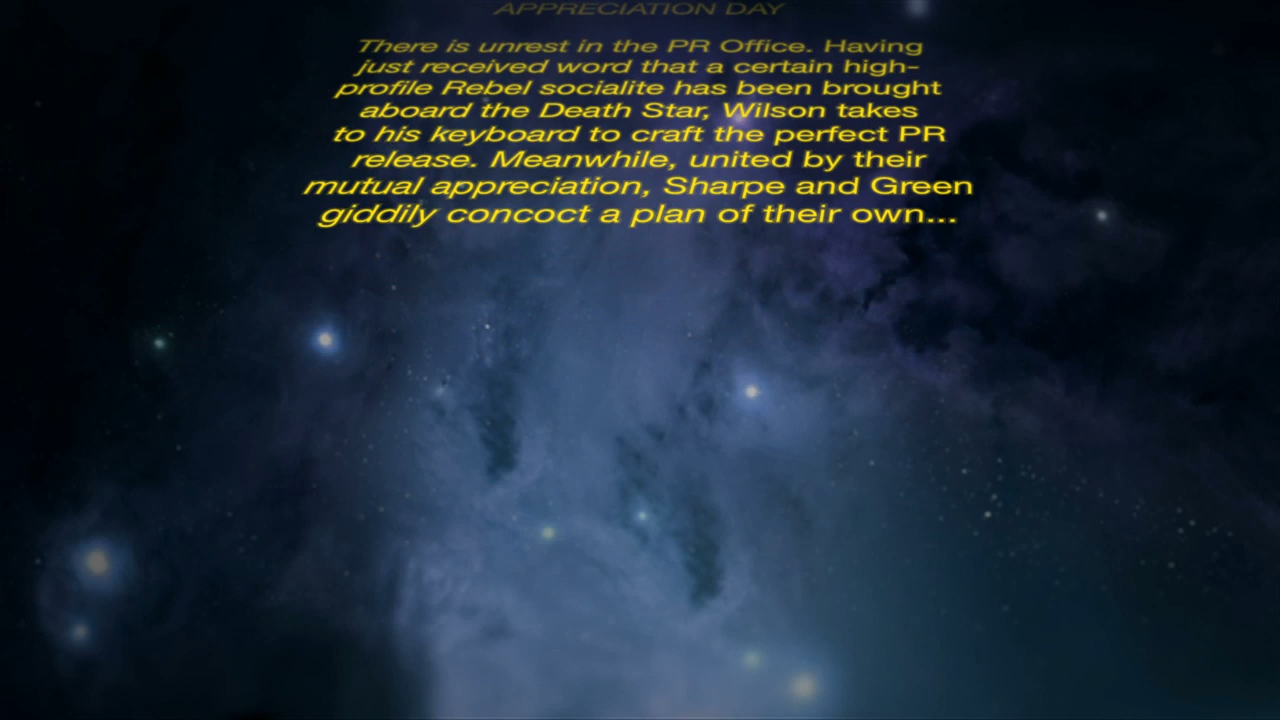 APPRECIATION DAY
There is unrest in the PR Office. Having
just received word that a certain high-
profile Rebel socialite has been brought
aboard the Death Star, Wilson takes
to his keyboard to craft the perfect PR
release. Meanwhile, united by their
mutual appreciation, Sharpe and Green
giddily concoct a plan of their own...